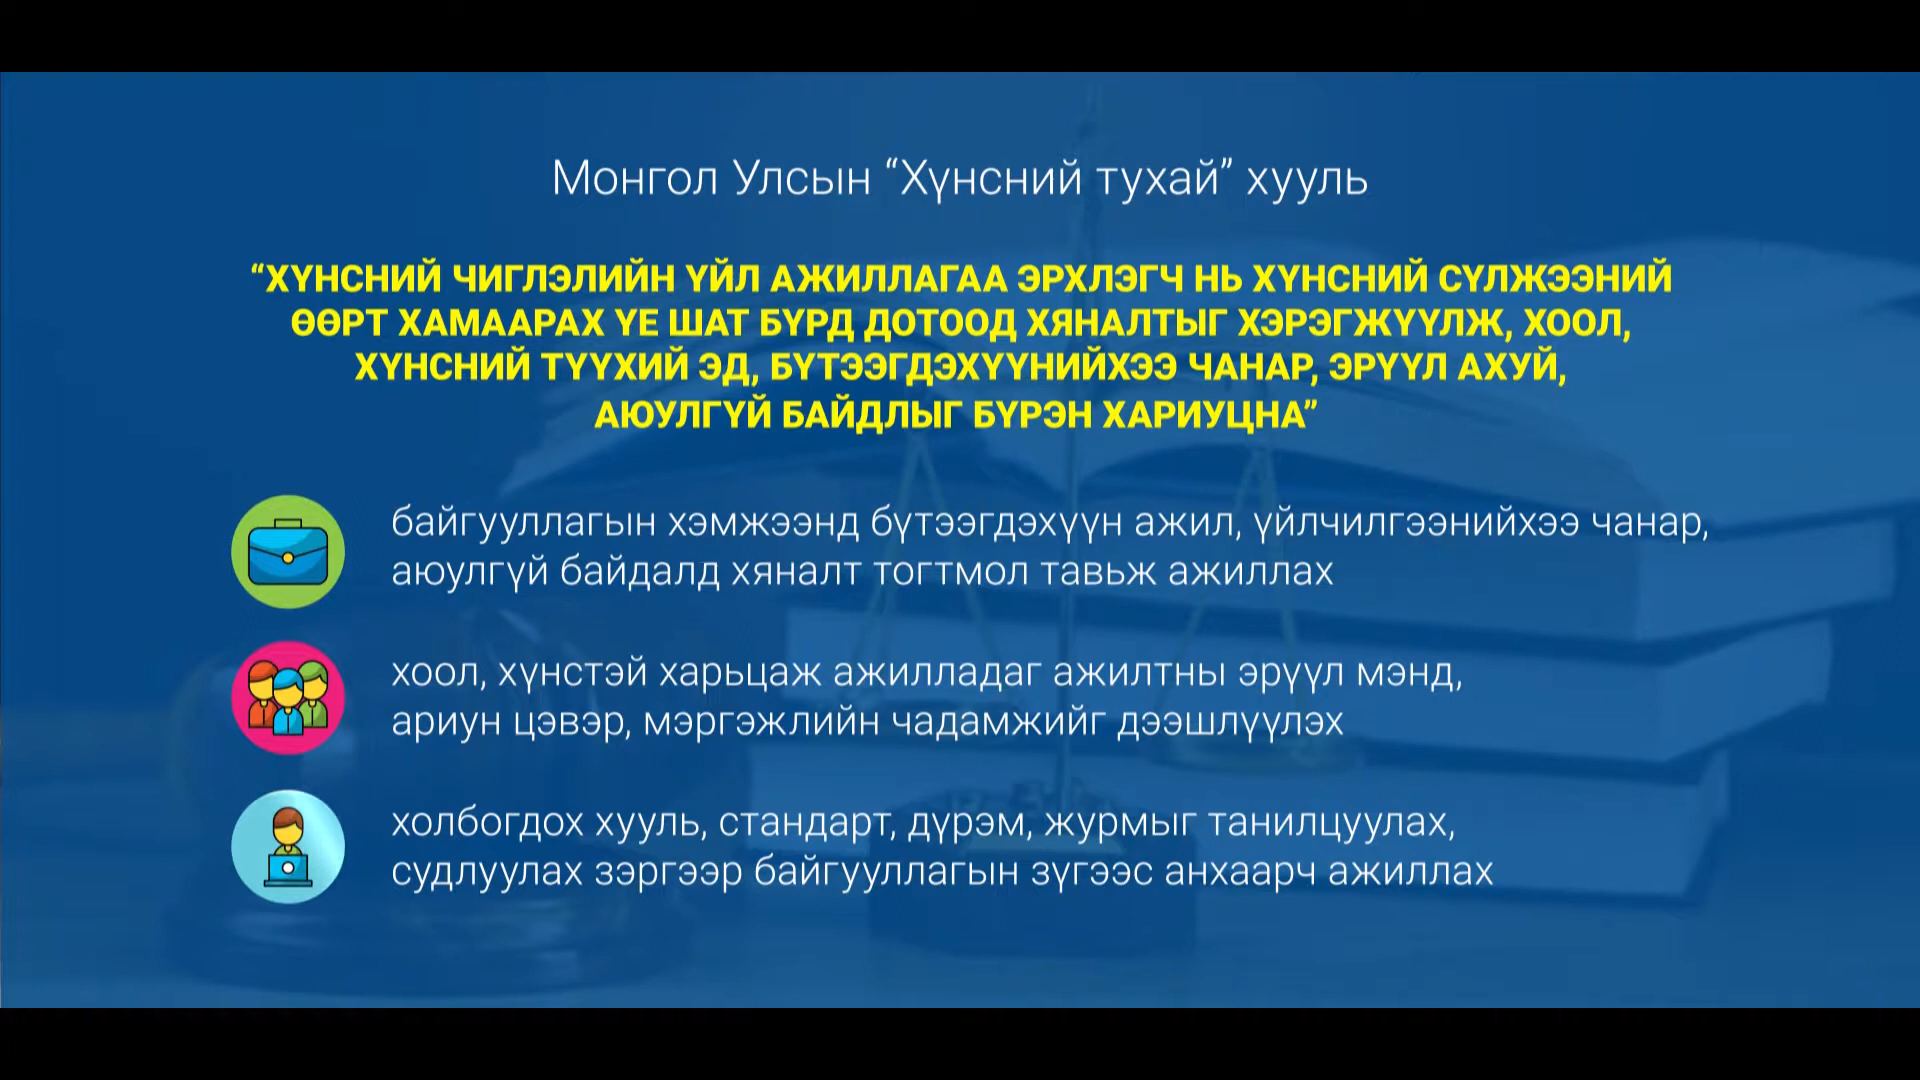 Монгол Улсын “Хүнсний тухай” хууль
“ХҮНСНИЙ ЧИГЛЭЛИЙН ҮЙЛ АЖИЛЛАГАА ЭРХЛЭГЧ НЬ ХҮНСНИЙ СҮЛЖЭЭНИЙ
ӨӨРТ ХАМААРАХ ҮЕ ШАТ БҮРД ДОТООД ХЯНАЛТЫГ ХЭРЭГЖҮҮЛЖ, ХООЛ,
ХҮНСНИЙ ТҮҮХИЙ ЭД, БҮТЭЭГДЭХҮҮНИЙХЭЭ ЧАНАР, ЭРҮҮЛ АХУЙ,
АЮУЛГҮЙ БАЙДЛЫГ БҮРЭН ХАРИУЦНА”
байгууллагын хэмжээнд бүтээгдэхүүн ажил, үйлчилгээнийхээ чанар,
аюулгүй байдалд хяналт тогтмол тавьж ажиллах
хоол, хүнстэй харьцаж ажилладаг ажилтны эрүүл мэнд,
ариун цэвэр, мэргэжлийн чадамжийг дээшлүүлэх
холбогдох хууль, стандарт, дүрэм, журмыг танилцуулах,
судлуулах зэргээр байгууллагын зүгээс анхаарч ажиллах